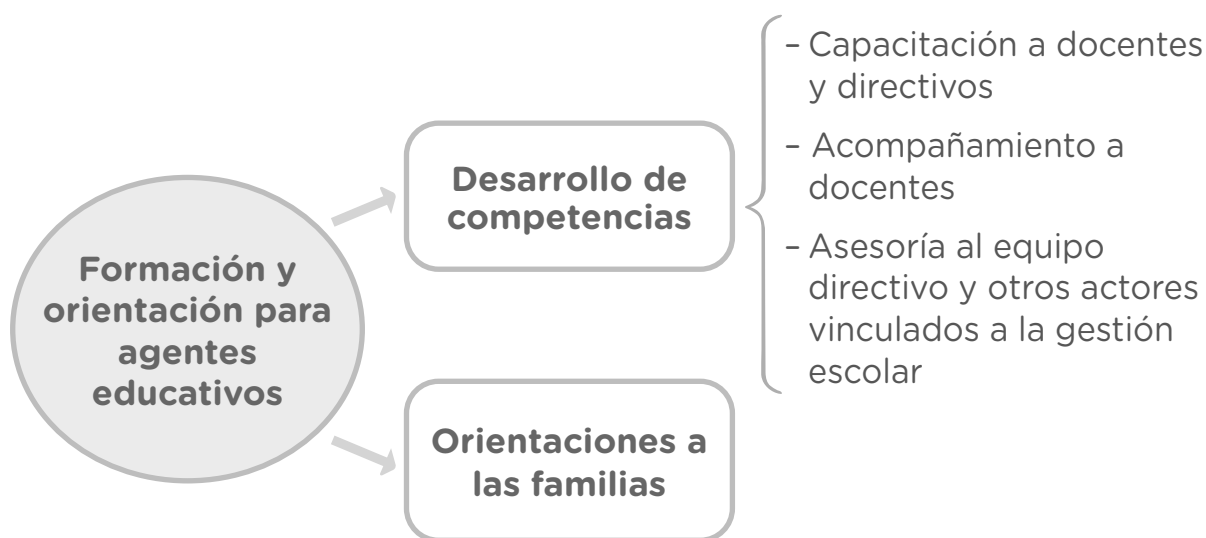 Formación y
orientación para
agentes
educativos
Desarrollo de
competencias
– Capacitación a docentes
y directivos
– Acompañamiento a
docentes
– Asesoría al equipo
directivo y otros actores
vinculados a la gestión
escolar
Orientaciones a
las familias